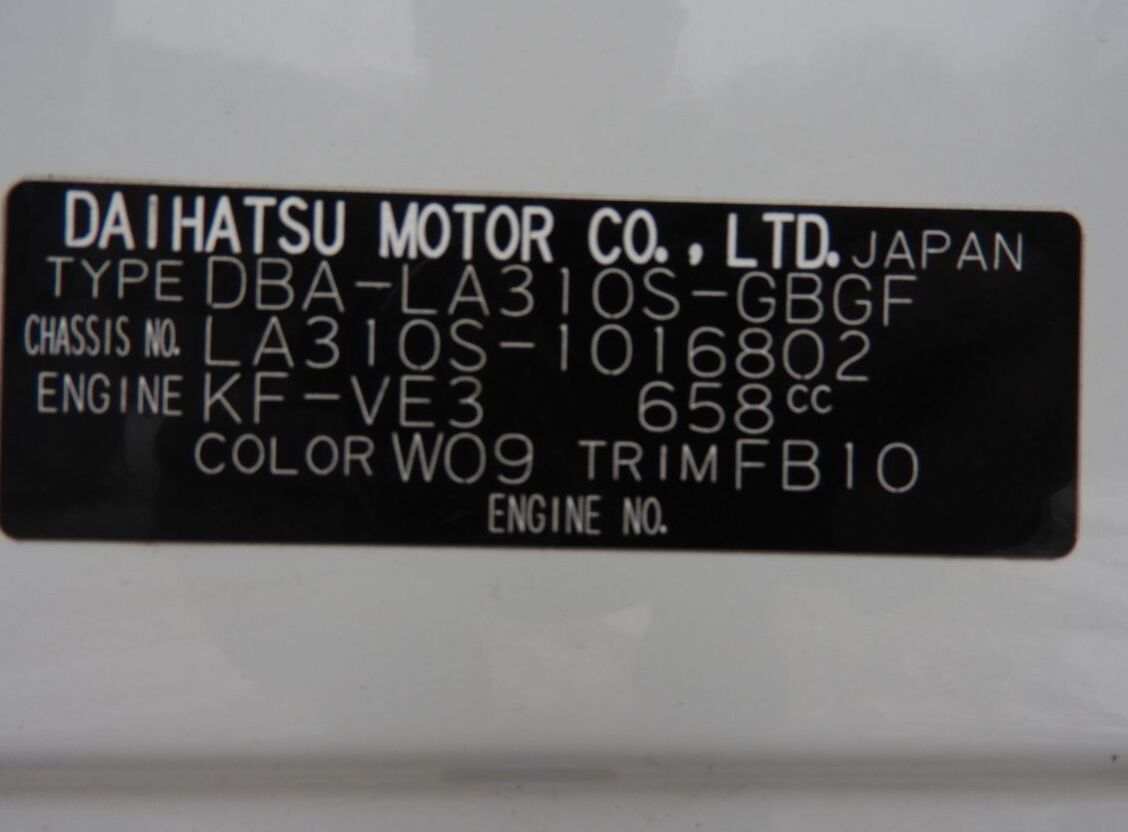 DAIHATSU MOTOR CO., LTD. JAPAN
TYPE DBA-LA310S-GBGF
CHASSIS NO. LA310S-1016802
ENGINE KF-VE3 658cc
COLOR W09 TRIM FB10
ENGINE NO.